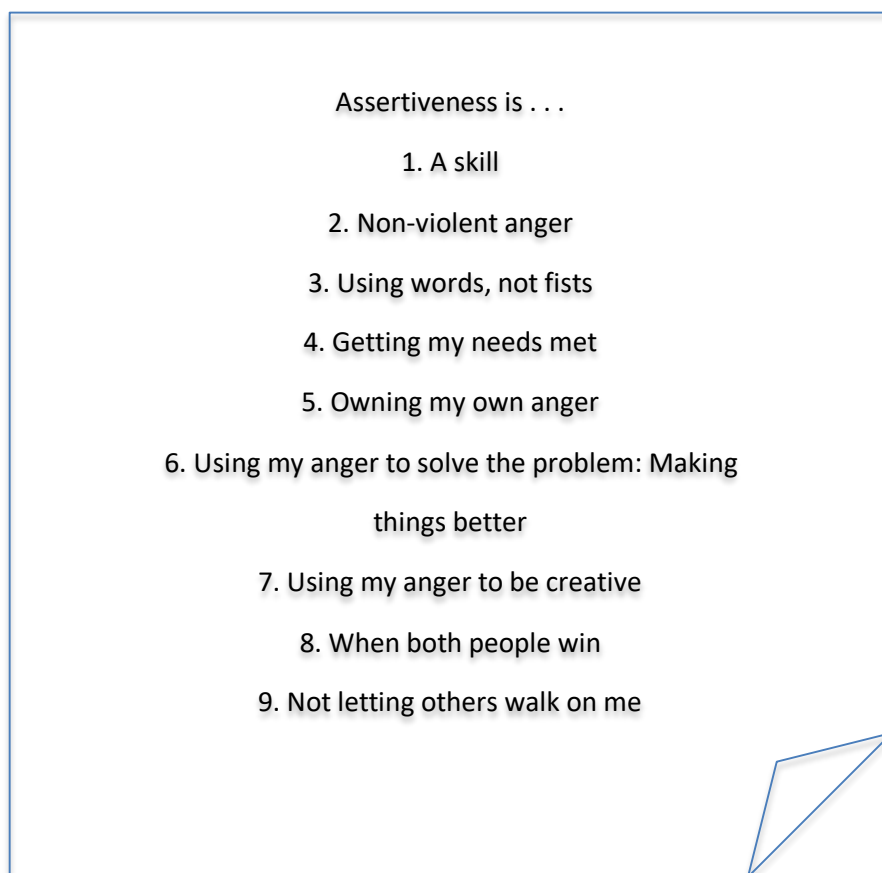 Assertiveness is . . .
1. A skill
2. Non-violent anger
3. Using words, not fists
4. Getting my needs met
5. Owning my own anger
6. Using my anger to solve the problem: Making
things better
7. Using my anger to be creative
8. When both people win
9. Not letting others walk on me